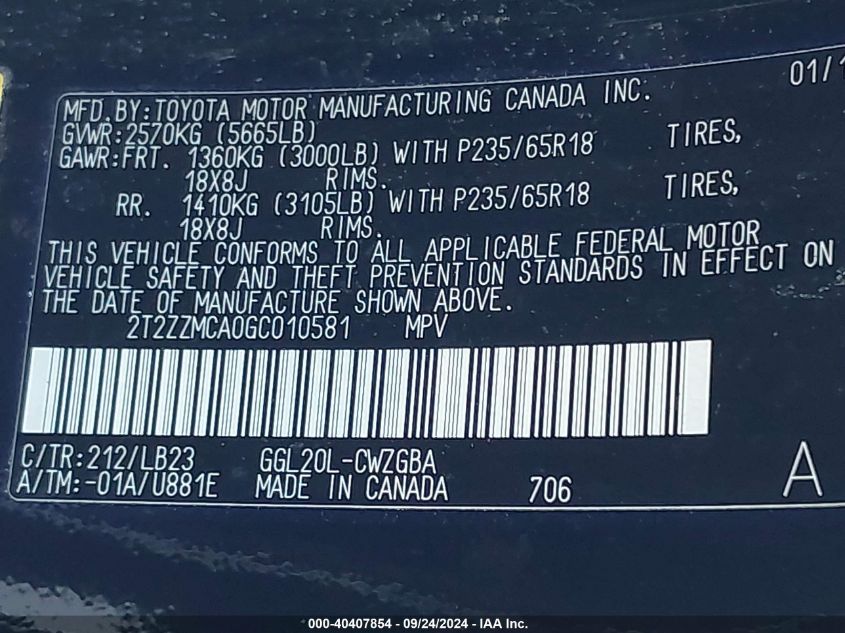 01/1
MFD.BY:TOYOTA MOTOR MANUFACTURING CANADA INC.
GVWR:2570KG (5665LB)
GAWR:FRT. 1360KG (3000LB) WITH P235/65R18 TIRES,
18X8J RIMS.
RR. 1410KG (3105LB) WITH P235/65R18 TIRES,
18X8J RIMS.
THIS VEHICLE CONFORMS TO ALL APPLICABLE FEDERAL MOTOR
VEHICLE SAFETY AND THEFT PREVENTION STANDARDS IN EFFECT ON
THE DATE OF MANUFACTURE SHOWN ABOVE.
2T2ZZMCA0GC010581 MPV
C/TR:212/LB23 GGL20L-CWZGBA
A/TM:-01A/U881E MADE IN CANADA 706 A
000-40407854 - 09/24/2024 - IAA Inc.